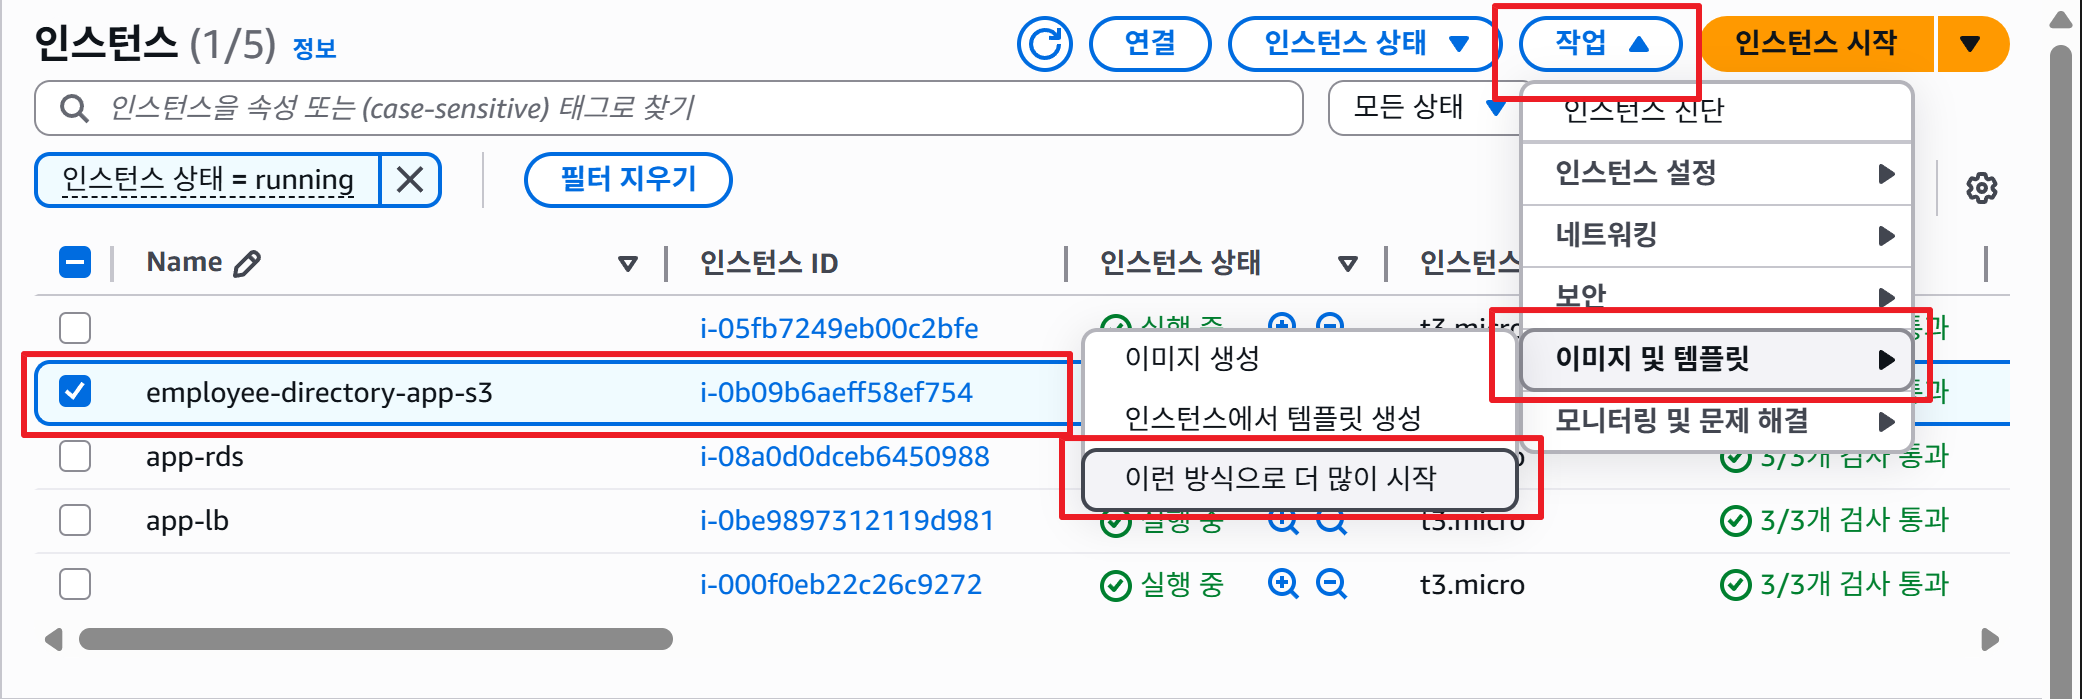 인스턴스 (1/5) 정보
연결
인스턴스 상태
작업
인스턴스 시작
인스턴스을 속성 또는 (case-sensitive) 태그로 찾기
모든 상태
인스턴스 진단
인스턴스 상태 = running
필터 지우기
인스턴스 설정
네트워킹
보안
이미지 및 템플릿
모니터링 및 문제 해결
이미지 생성
인스턴스에서 템플릿 생성
이런 방식으로 더 많이 시작
Name 인스턴스 ID 인스턴스 상태 인스턴스
i-05fb7249eb00c2bfe 실행 중 t3.micro 통과
employee-directory-app-s3 i-0b09b6aeff58ef754
app-rds i-08a0d0dceb6450988 3/3개 검사 통과
app-lb i-0be9897312119d981 실행 중 t3.micro 3/3개 검사 통과
i-000f0eb22c26c9272 실행 중 t3.micro 3/3개 검사 통과